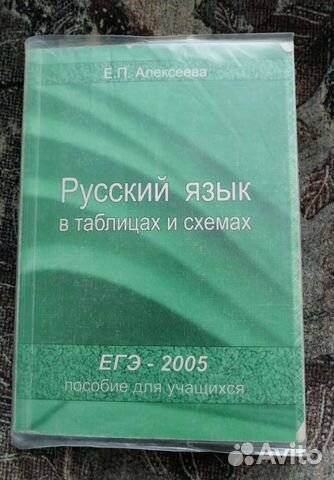 Е.П. Алексеева
Русский язык
в таблицах и схемах
ЕГЭ - 2005
пособие для учащихся
Avito